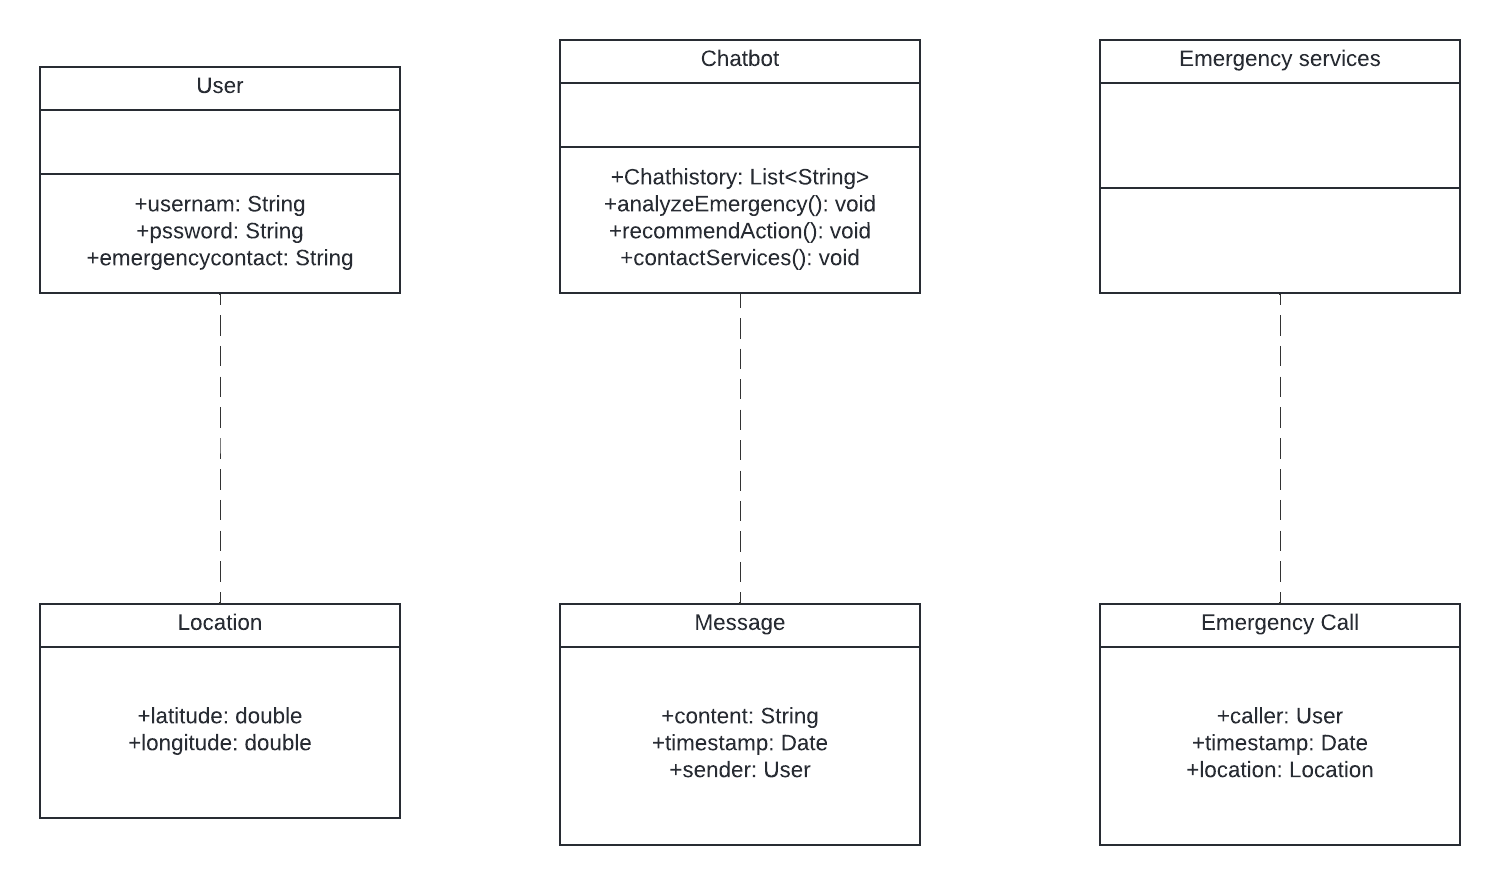 User
+usernam: String
+pssword: String
+emergencycontact: String
Chatbot
+Chathistory: List<String>
+analyzeEmergency(): void
+recommendAction(): void
+contactServices(): void
Emergency services
Location
+latitude: double
+longitude: double
Message
+content: String
+timestamp: Date
+sender: User
Emergency Call
+caller: User
+timestamp: Date
+location: Location